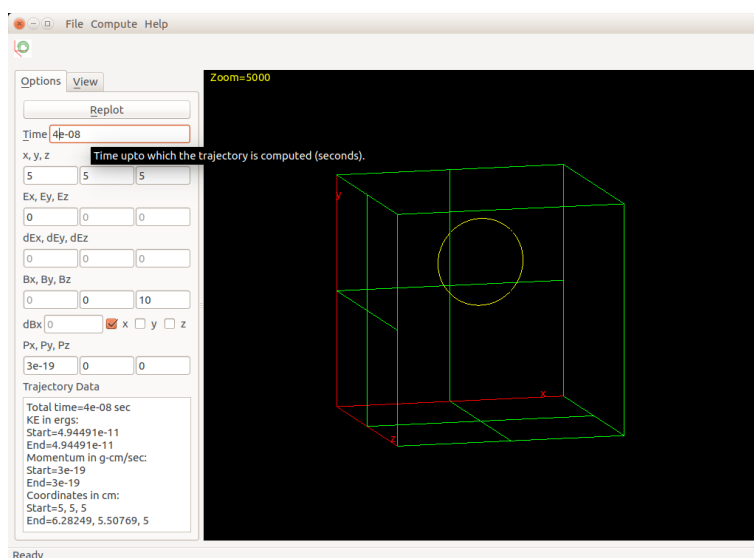 File Compute Help
Options View
Zoom=5000
Replot
Time 4e-08
Time upto which the trajectory is computed (seconds).
x, y, z
5 5 5
Ex, Ey, Ez
0 0 0
dEx, dEy, dEz
0 0 0
Bx, By, Bz
0 0 10
dBx 0 x y z
Px, Py, Pz
3e-19 0 0
Trajectory Data
Total time=4e-08 sec
KE in ergs:
Start=4.94491e-11
End=4.94491e-11
Momentum in g-cm/sec:
Start=3e-19
End=3e-19
Coordinates in cm:
Start=5, 5, 5
End=6.28249, 5.50769, 5
y
x
z
Ready